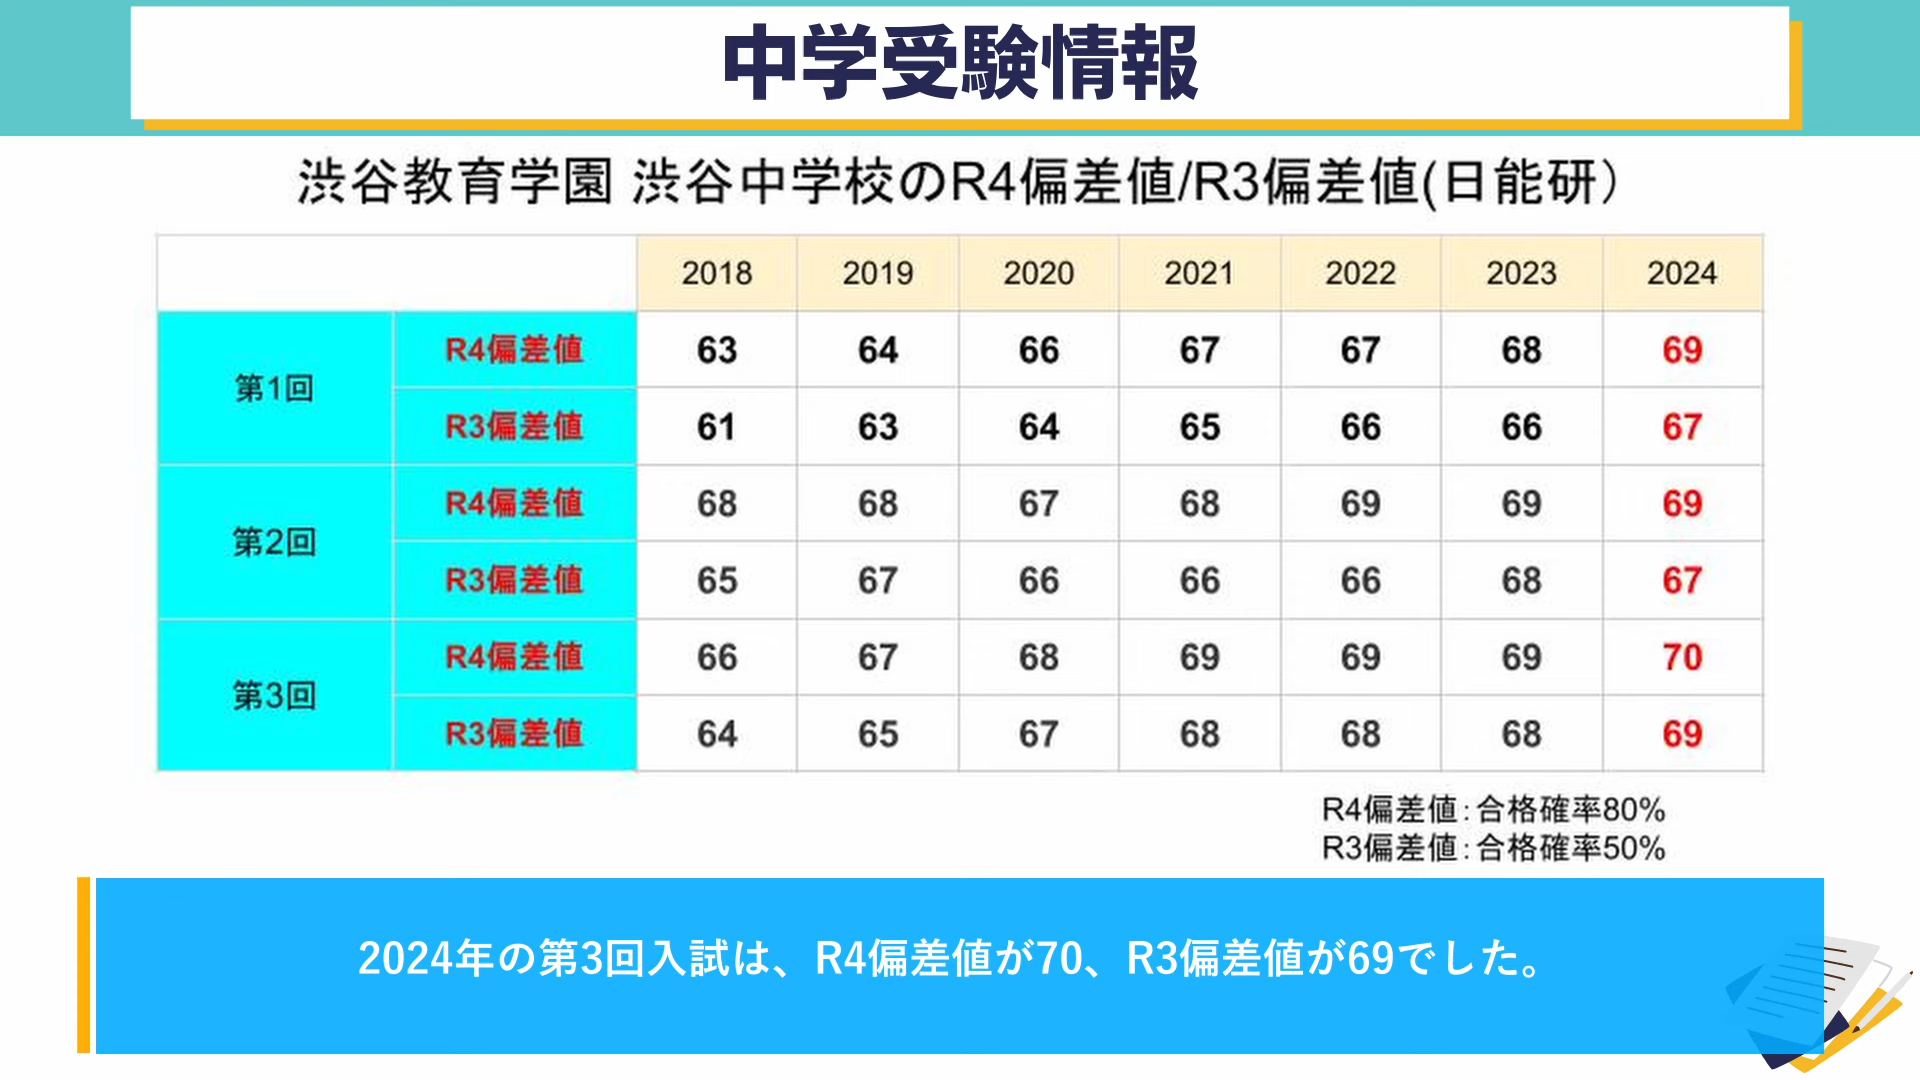 中学受験情報
渋谷教育学園 渋谷中学校のR4偏差値/R3偏差値(日能研)
2018 2019 2020 2021 2022 2023 2024
第1回 R4偏差値 63 64 66 67 67 68 69
R3偏差値 61 63 64 65 66 66 67
第2回 R4偏差値 68 68 67 68 69 69 69
R3偏差値 65 67 66 66 66 68 67
第3回 R4偏差値 66 67 68 69 69 69 70
R3偏差値 64 65 67 68 68 68 69
R4偏差値:合格確率80%
R3偏差値:合格確率50%
2024年の第3回入試は、R4偏差値が70、R3偏差値が69でした。